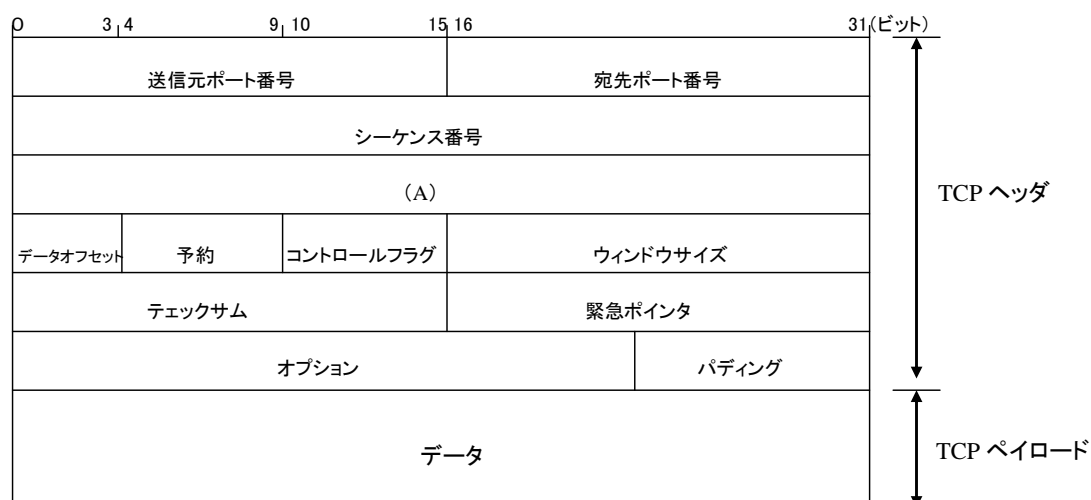 0 3 4 9 10 15 16 31(ビット)
送信元ポート番号 宛先ポート番号
シーケンス番号
(A)
TCP ヘッダ
データオフセット 予約 コントロールフラグ ウィンドウサイズ
テェックサム 緊急ポインタ
オプション パディング
データ
TCP ペイロード